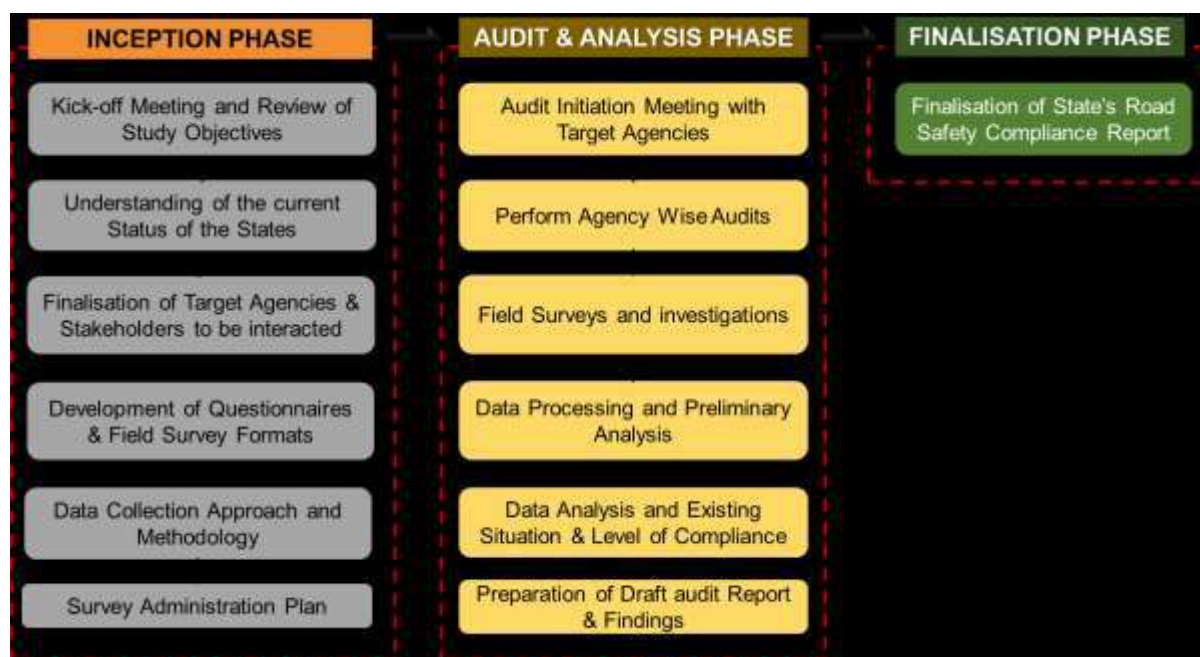 INCEPTION PHASE
Kick-off Meeting and Review of
Study Objectives
Understanding of the current
Status of the States
Finalisation of Target Agencies &
Stakeholders to be interacted
Development of Questionnaires
& Field Survey Formats
Data Collection Approach and
Methodology
Survey Administration Plan
AUDIT & ANALYSIS PHASE
Audit Initiation Meeting with
Target Agencies
Perform Agency Wise Audits
Field Surveys and investigations
Data Processing and Preliminary
Analysis
Data Analysis and Existing
Situation & Level of Compliance
Preparation of Draft audit Report
& Findings
FINALISATION PHASE
Finalisation of State's Road
Safety Compliance Report